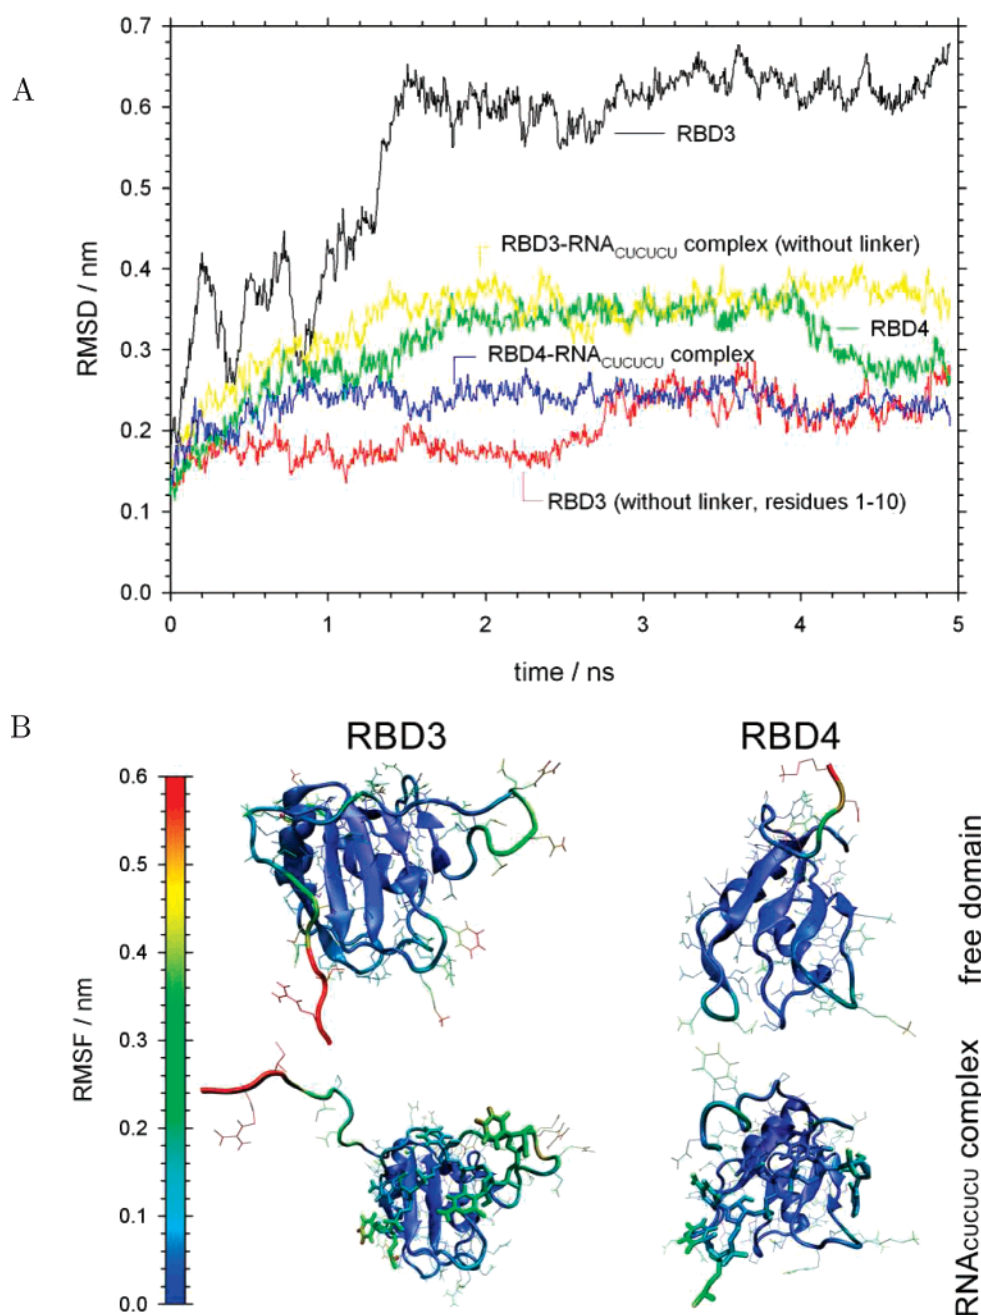 A
0.7
0.6
0.5
0.4
0.3
0.2
0.1
0.0
RMSD / nm
RBD3
RBD3-RNACUCUCU complex (without linker)
RBD4
RBD4-RNACUCUCU complex
RBD3 (without linker, residues 1-10)
0 1 2 3 4 5
time / ns
B
RBD3 RBD4
0.6
0.5
0.4
0.3
0.2
0.1
0.0
RMSF / nm
free domain
RNACUCUCU complex